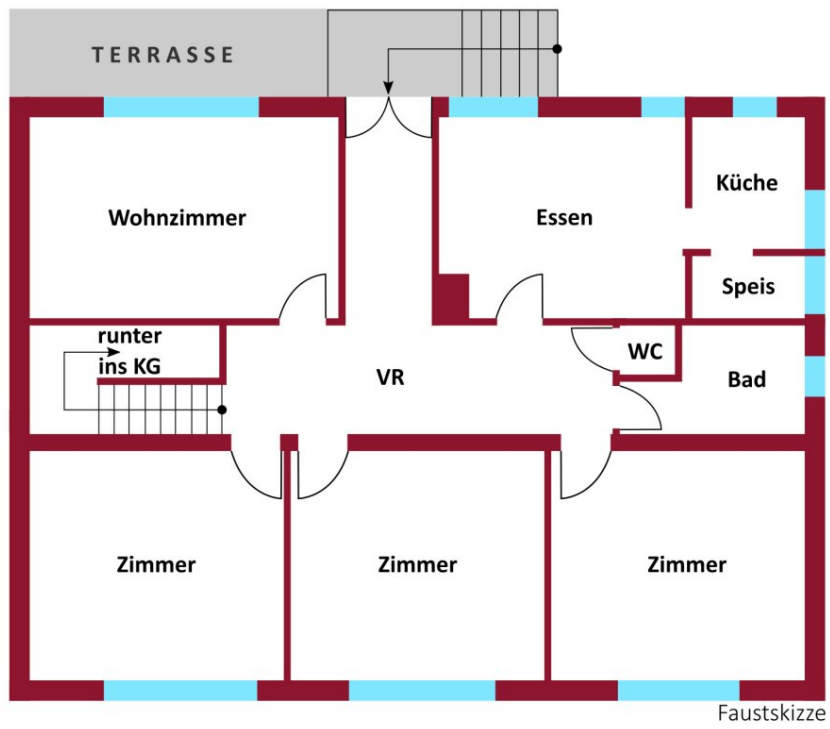 TERRASSE
Wohnzimmer
Essen
Küche
Speis
runter
ins KG
VR
WC
Bad
Zimmer
Zimmer
Zimmer
Faustskizze